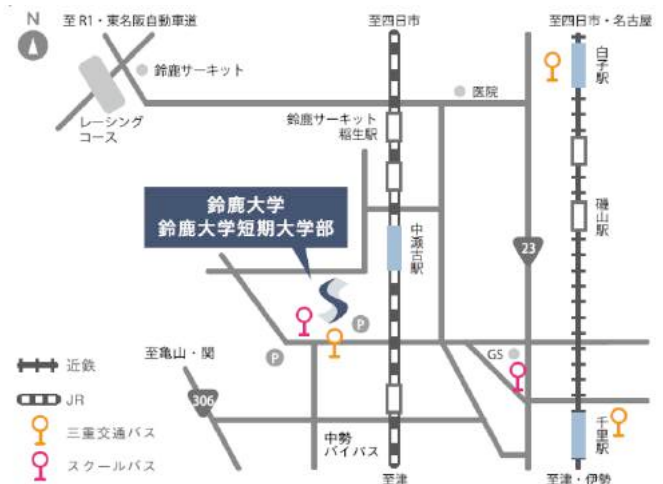 N
至R1・東名阪自動車道
至四日市
至四日市・名古屋
白子駅
鈴鹿サーキット
医院
レーシング
コース
鈴鹿サーキット
稲生駅
鈴鹿大学
鈴鹿大学短期大学部
中瀬古駅
磯山駅
23
P
P
GS
至亀山・関
306
近鉄
JR
三重交通バス
スクールバス
中勢
バイパス
千里駅
至津
至津・伊勢